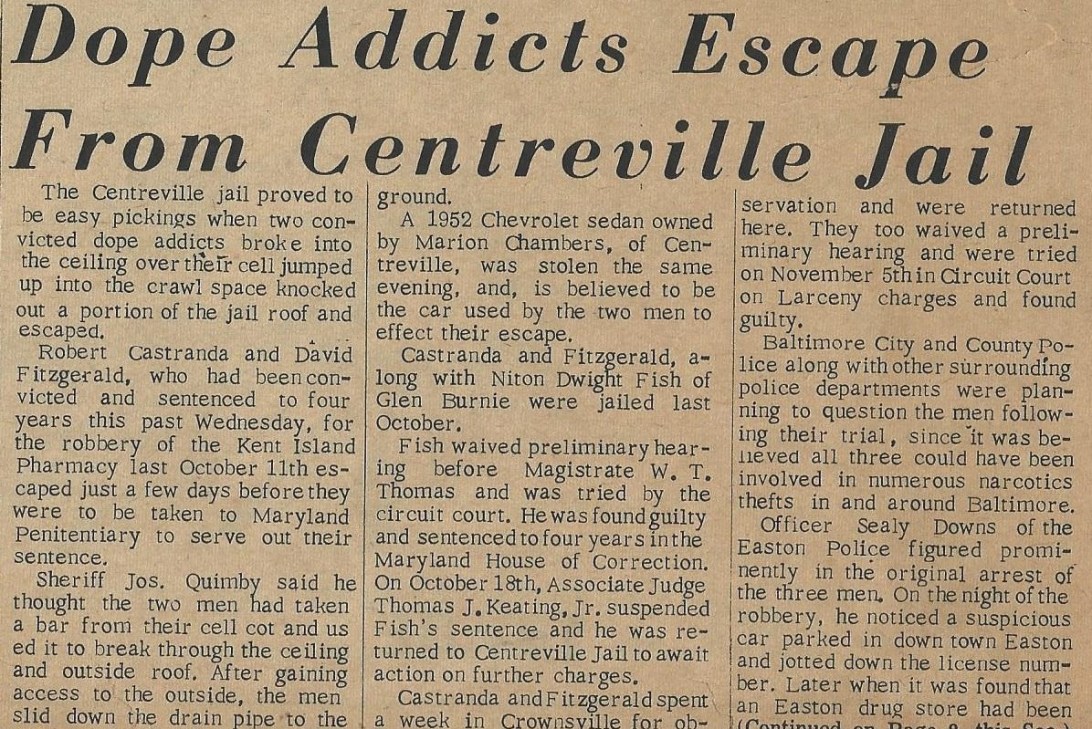 Dope Addicts Escape
From Centreville Jail
The Centreville jail proved to
be easy pickings when two con-
victed dope addicts broke into
the ceiling over their cell jumped
up into the crawl space knocked
out a portion of the jail roof and
escaped.
Robert Castranda and David
Fitzgerald, who had been con-
victed and sentenced to four
years this past Wednesday, for
the robbery of the Kent Island
Pharmacy last October 11th es-
caped just a few days before they
were to be taken to Maryland
Penitentiary to serve out their
sentence.
Sheriff Jos. Quimby said he
thought the two men had taken
a bar from their cell cot and us
ed it to break through the ceiling
and outside roof. After gaining
access to the outside, the men
slid down the drain pipe to the
ground.
A 1952 Chevrolet sedan owned
by Marion Chambers, of Cen-
treville, was stolen the same
evening, and, is believed to be
the car used by the two men to
effect their escape.
Castranda and Fitzgerald, a-
long with Niton Dwight Fish of
Glen Burnie were jailed last
October.
Fish waived preliminary hear-
ing before Magistrate W. T.
Thomas and was tried by the
circuit court. He was found guilty
and sentenced to four years in the
Maryland House of Correction.
On October 18th, Associate Judge
Thomas J. Keating, Jr. suspended
Fish's sentence and he was re-
turned to Centreville Jail to await
action on further charges.
Castranda and Fitzgerald spent
a week in Crownsville for ob-
servation and were returned
here. They too waived a preli-
minary hearing and were tried
on November 5th in Circuit Court
on Larceny charges and found
guilty.
Baltimore City and County Po-
lice along with other surrounding
police departments were plan-
ning to question the men follow-
ing their trial, since it was be-
lieved all three could have been
involved in numerous narcotics
thefts in and around Baltimore.
Officer Sealy Downs of the
Easton Police figured promi-
nently in the original arrest of
the three men. On the night of the
robbery, he noticed a suspicious
car parked in down town Easton
and jotted down the license num-
ber. Later when it was found that
an Easton drug store had been
(Continued on Page 8, this Sec.)